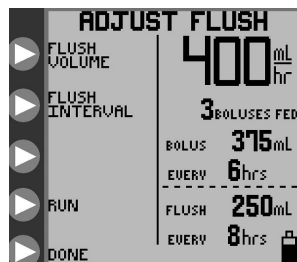 ADJUST FLUSH
FLUSH VOLUME
400 mL/hr
FLUSH INTERVAL
3 BOLUSES FED
BOLUS 375mL
EVERY 6hrs
RUN
FLUSH 250mL
EVERY 8hrs
DONE